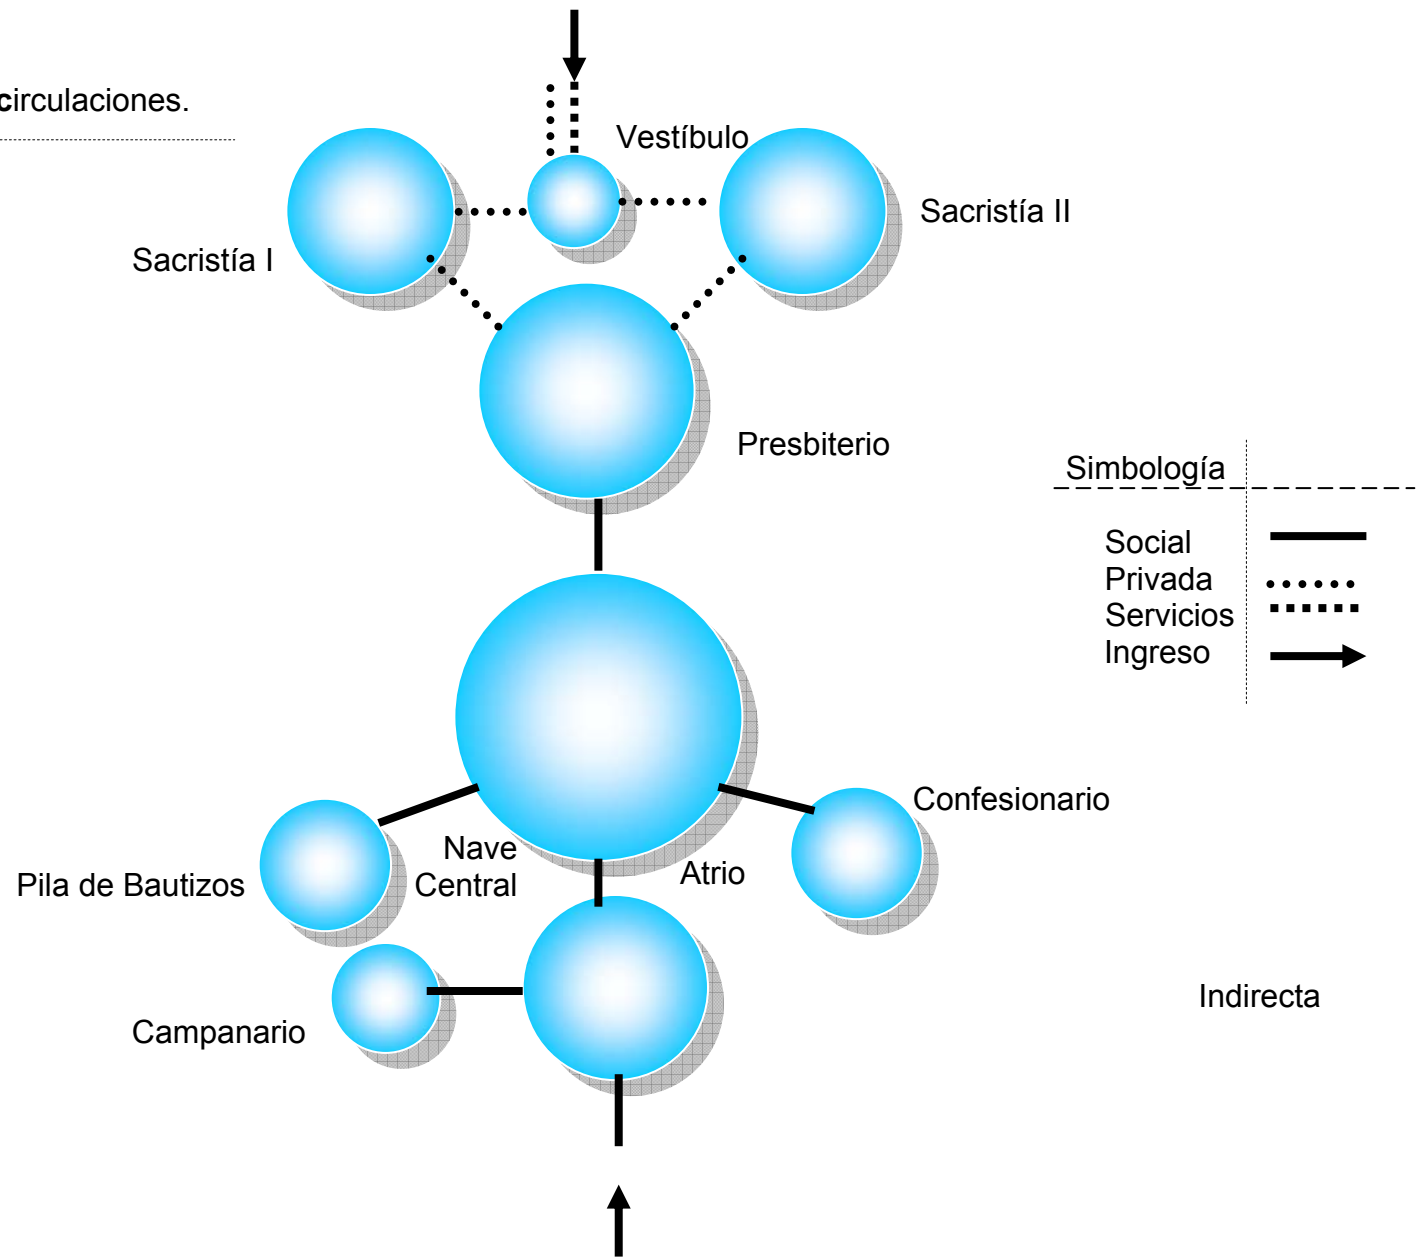 circulaciones.
Vestíbulo
Sacristía II
Sacristía I
Presbiterio
Simbología
Social
Privada
Servicios
Ingreso
Confesionario
Nave
Central
Atrio
Pila de Bautizos
Indirecta
Campanario